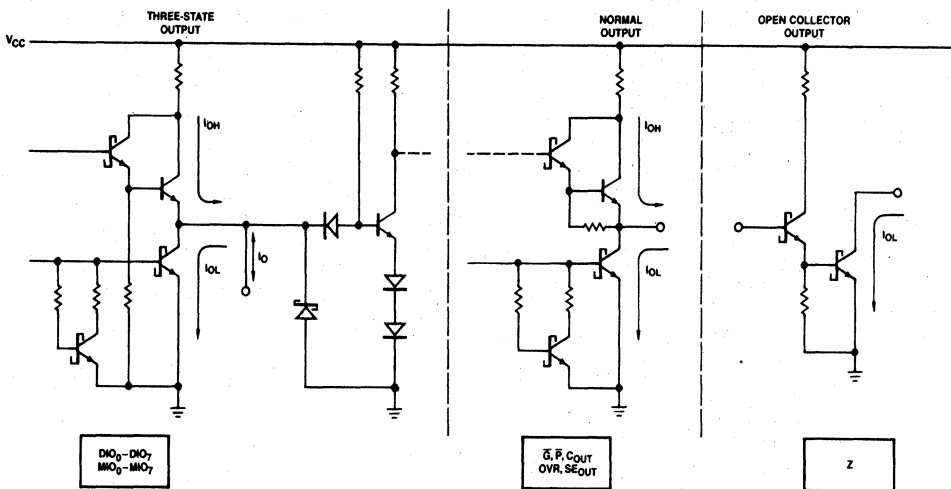 THREE-STATE
OUTPUT
NORMAL
OUTPUT
OPEN COLLECTOR
OUTPUT
VCC
IOH
IOL
IO
IOH
IOL
IOL
DIO0–DIO7
MIO0–MIO7
G̅, P̅, COUT
OVR, SEOUT
Z